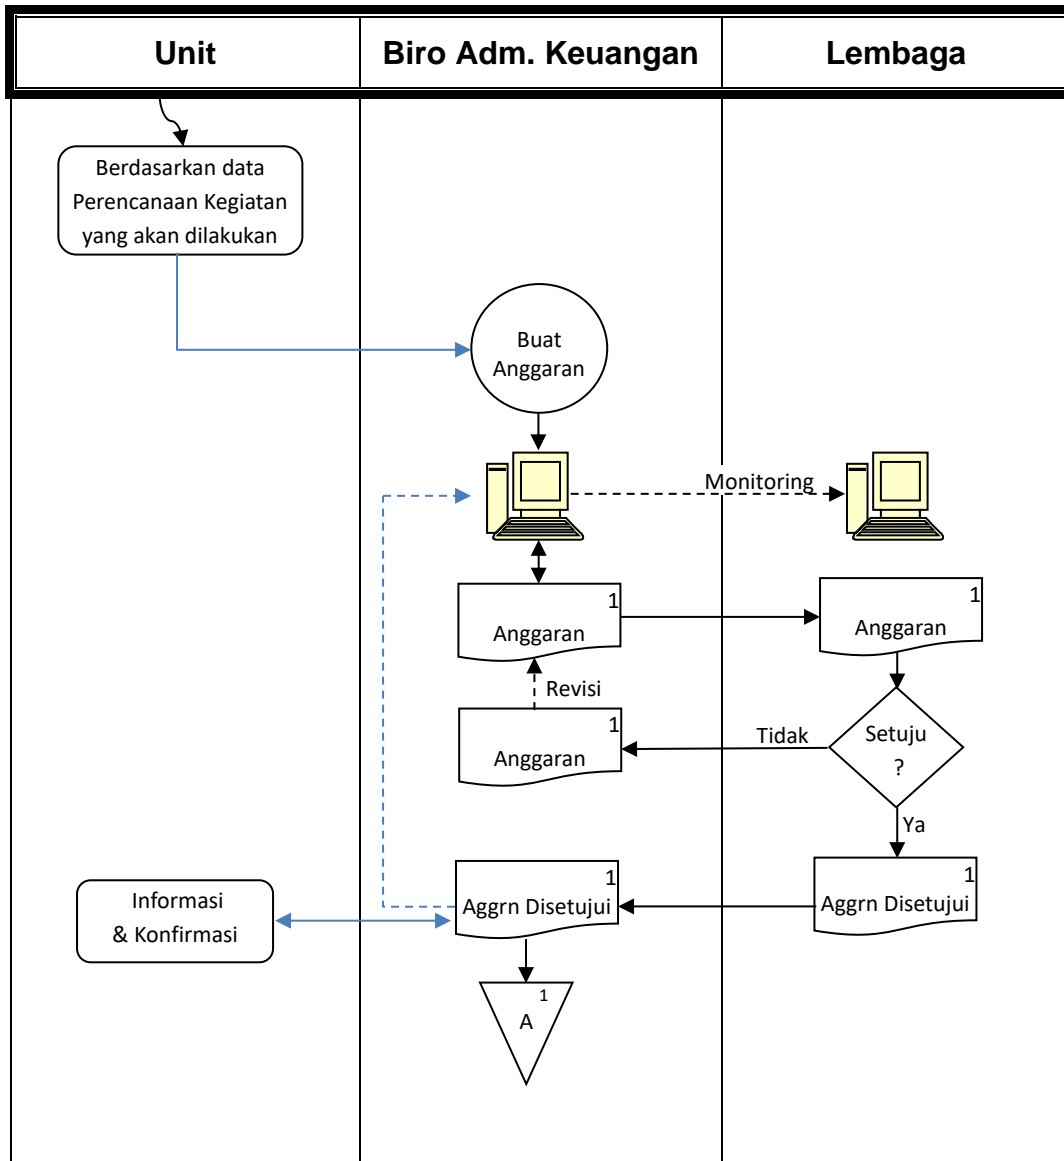 Unit
Biro Adm. Keuangan
Lembaga
Berdasarkan data
Perencanaan Kegiatan
yang akan dilakukan
Buat
Anggaran
Monitoring
1
Anggaran
1
Anggaran
Revisi
1
Anggaran
Tidak
Setuju
?
Ya
Informasi
& Konfirmasi
1
Aggrn Disetujui
1
Aggrn Disetujui
1
A